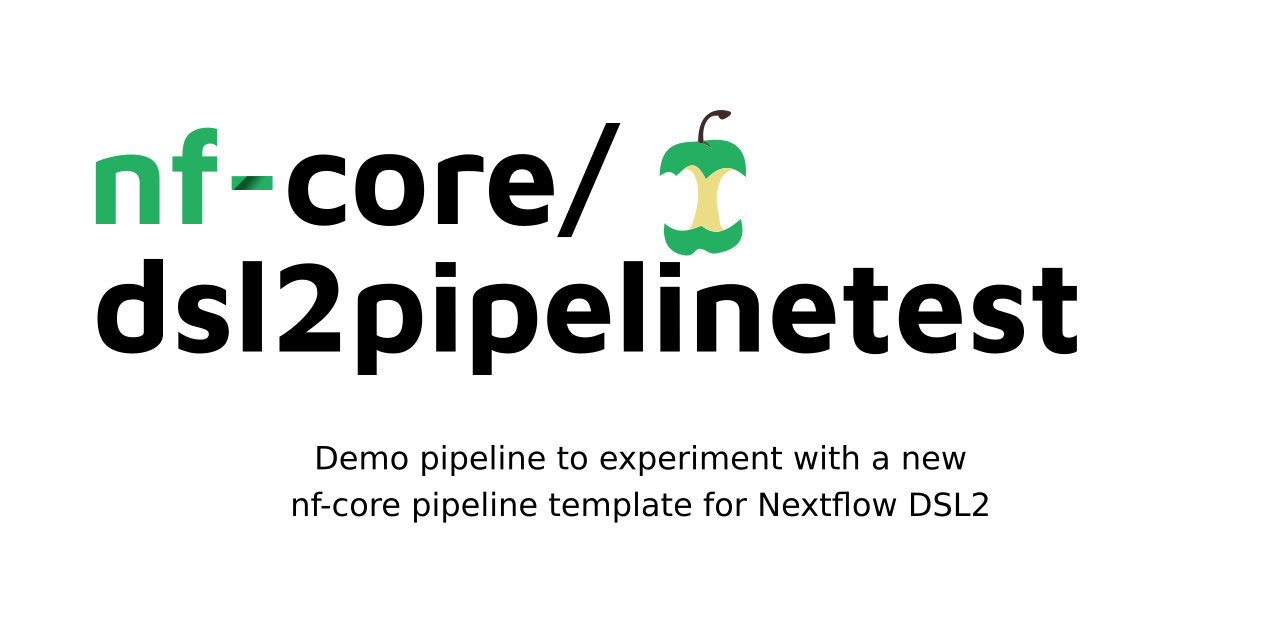 nf-core/
dsl2pipelinetest
Demo pipeline to experiment with a new
nf-core pipeline template for Nextflow DSL2